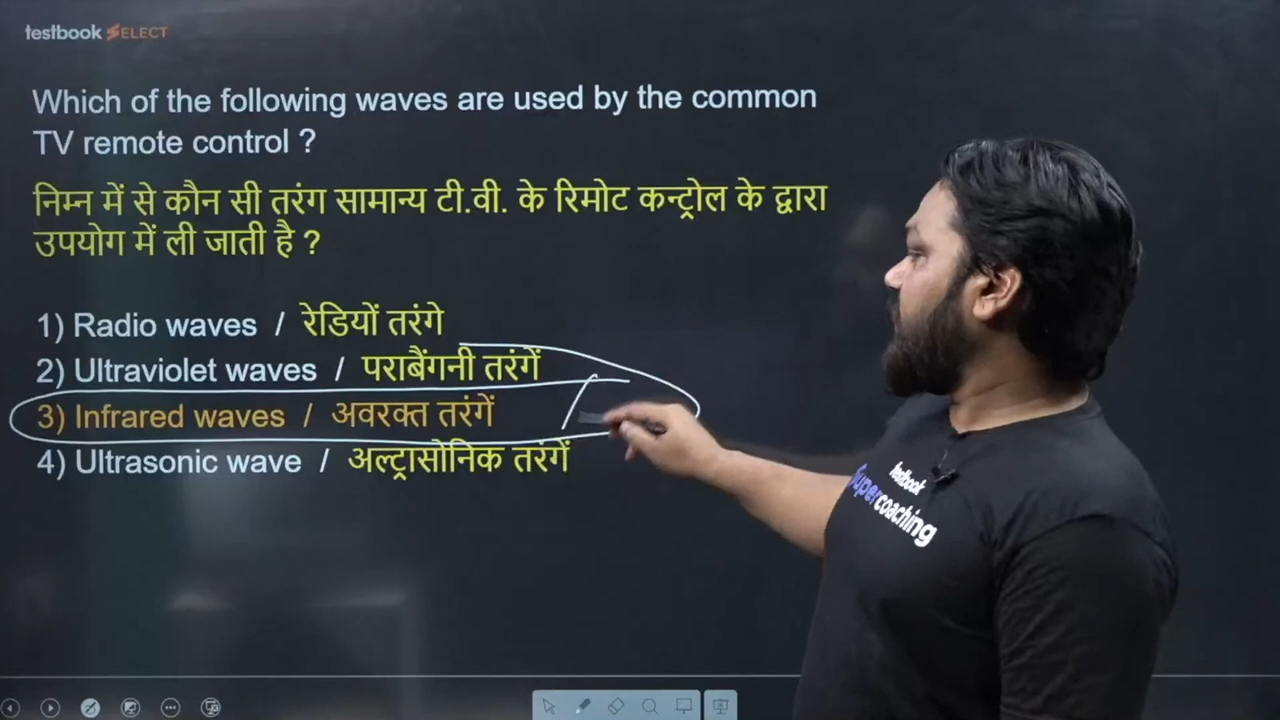 testbook SELECT
Which of the following waves are used by the common
TV remote control ?
निम्न में से कौन सी तरंग सामान्य टी.वी. के रिमोट कन्ट्रोल के द्वारा
उपयोग में ली जाती है ?
1) Radio waves / रेडियों तरंगे
2) Ultraviolet waves / पराबैंगनी तरंगें
3) Infrared waves / अवरक्त तरंगें
4) Ultrasonic wave / अल्ट्रासोनिक तरंगें
testbook
Supercoaching